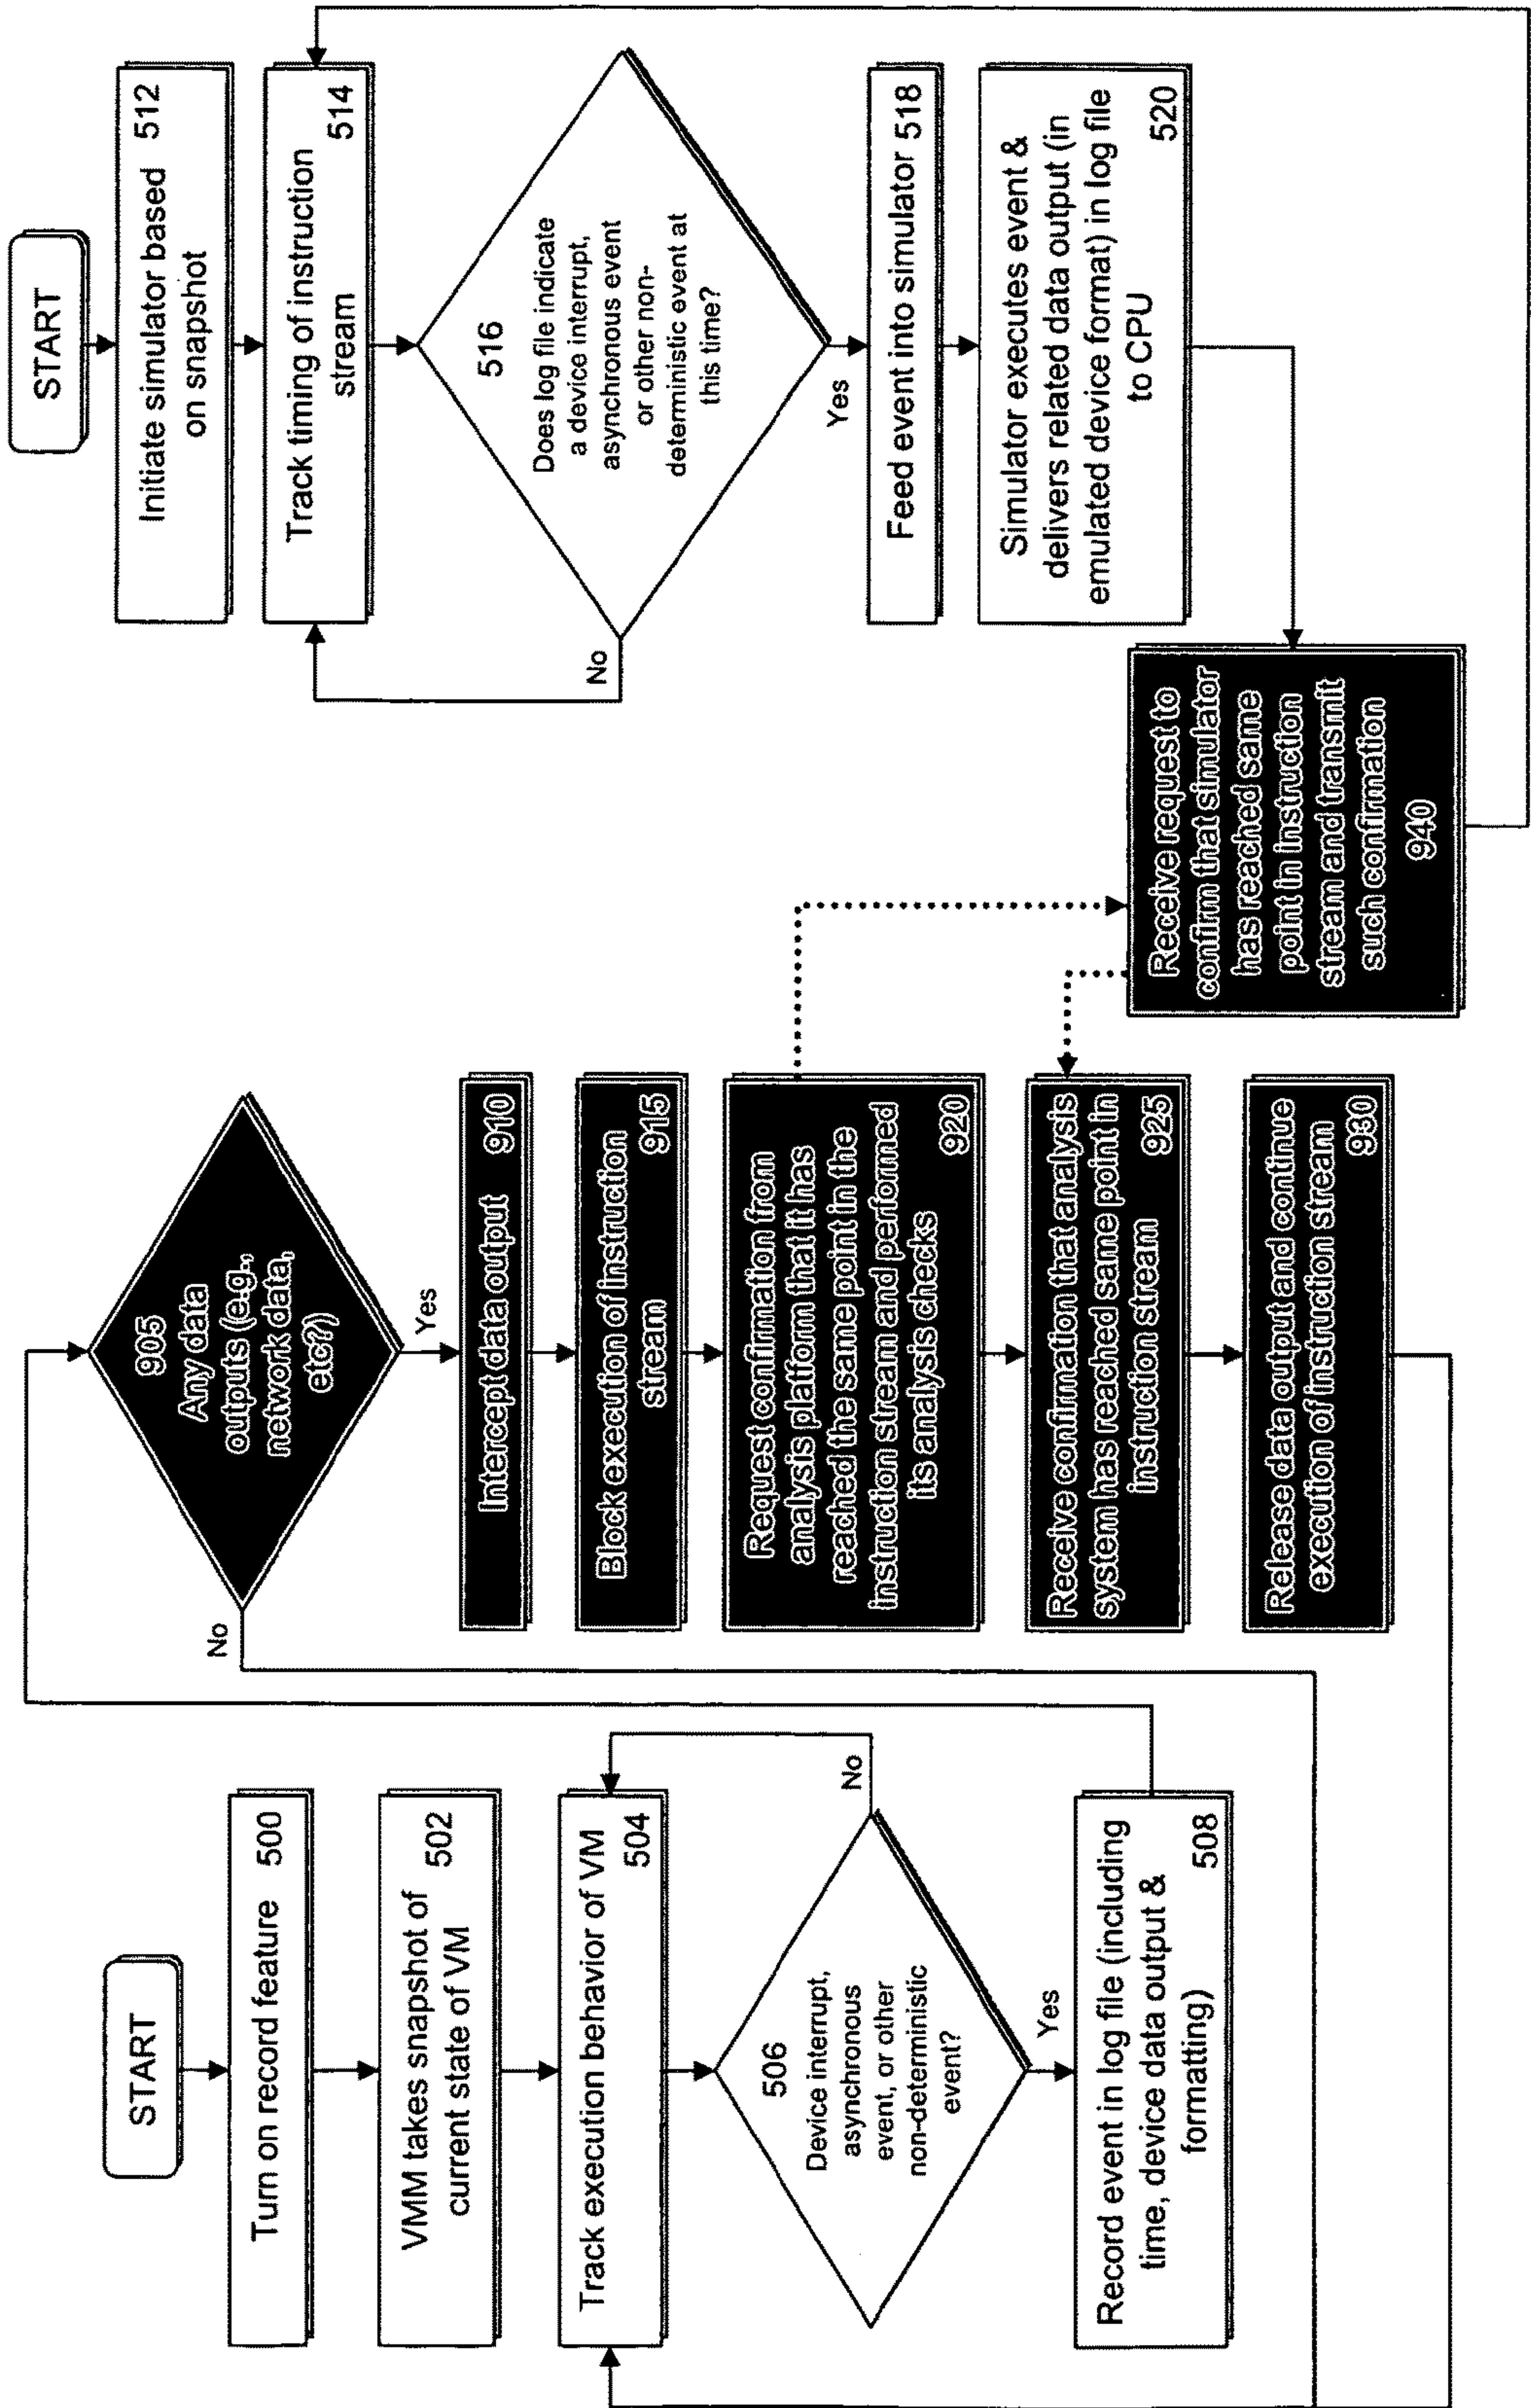 START
Turn on record feature 500
VMM takes snapshot of
current state of VM
502
Track execution behavior of VM
504
506
Device interrupt,
asynchronous
event, or other
non-deterministic
event?
No
Yes
Record event in log file (including
time, device data output &
formatting)
508
905
Any data
outputs (e.g.,
network data,
etc?)
No
Yes
Intercept data output 910
Block execution of instruction
stream
915
Request confirmation from
analysis platform that it has
reached the same point in the
instruction stream and performed
its analysis checks
920
Receive confirmation that analysis
system has reached same point in
instruction stream
925
Release data output and continue
execution of instruction stream
930
START
Initiate simulator based
on snapshot
512
Track timing of instruction
stream
514
516
Does log file indicate
a device interrupt,
asynchronous event
or other non-
deterministic event at
this time?
No
Yes
Feed event into simulator 518
Simulator executes event &
delivers related data output (in
emulated device format) in log file
to CPU
520
Receive request to
confirm that simulator
has reached same
point in instruction
stream and transmit
such confirmation
940